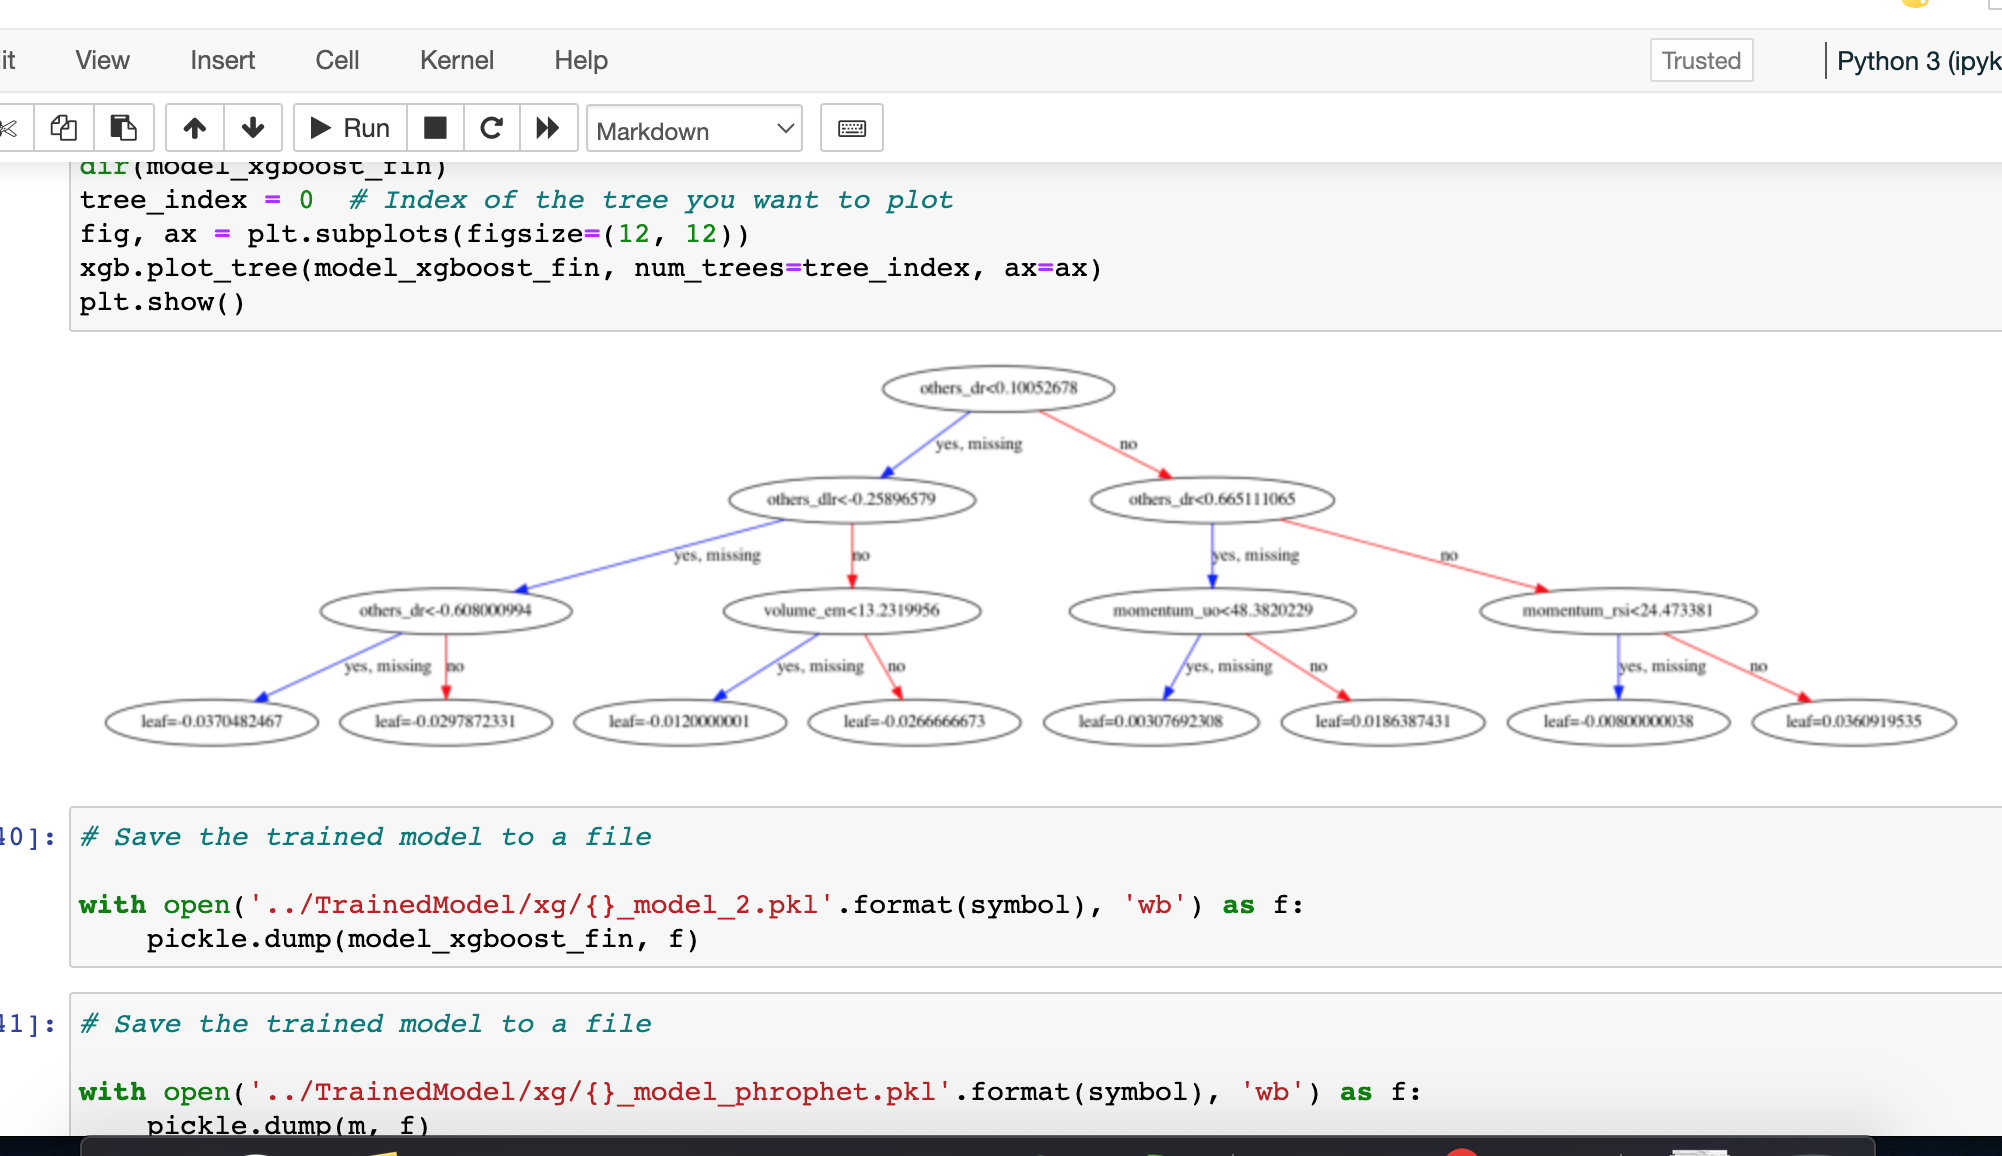 it View Insert Cell Kernel Help Trusted Python 3 (ipyk
Run Markdown
dir(model_xgboost_fin)
tree_index = 0  # Index of the tree you want to plot
fig, ax = plt.subplots(figsize=(12, 12))
xgb.plot_tree(model_xgboost_fin, num_trees=tree_index, ax=ax)
plt.show()
others_dr<0.10052678
yes, missing no
others_dlr<-0.25896579 others_dr<0.665111065
yes, missing no yes, missing no
others_dr<-0.608000994 volume_em<13.2319956 momentum_uo<48.3820229 momentum_rsi<24.473381
yes, missing no yes, missing no yes, missing no yes, missing no
leaf=-0.0370482467 leaf=-0.0297872331 leaf=-0.0120000001 leaf=-0.0266666673 leaf=0.00307692308 leaf=0.0186387431 leaf=-0.00800000038 leaf=0.0360919535
40]: # Save the trained model to a file
with open('../TrainedModel/xg/{}_model_2.pkl'.format(symbol), 'wb') as f:
    pickle.dump(model_xgboost_fin, f)
41]: # Save the trained model to a file
with open('../TrainedModel/xg/{}_model_phrophet.pkl'.format(symbol), 'wb') as f:
    pickle.dump(m, f)